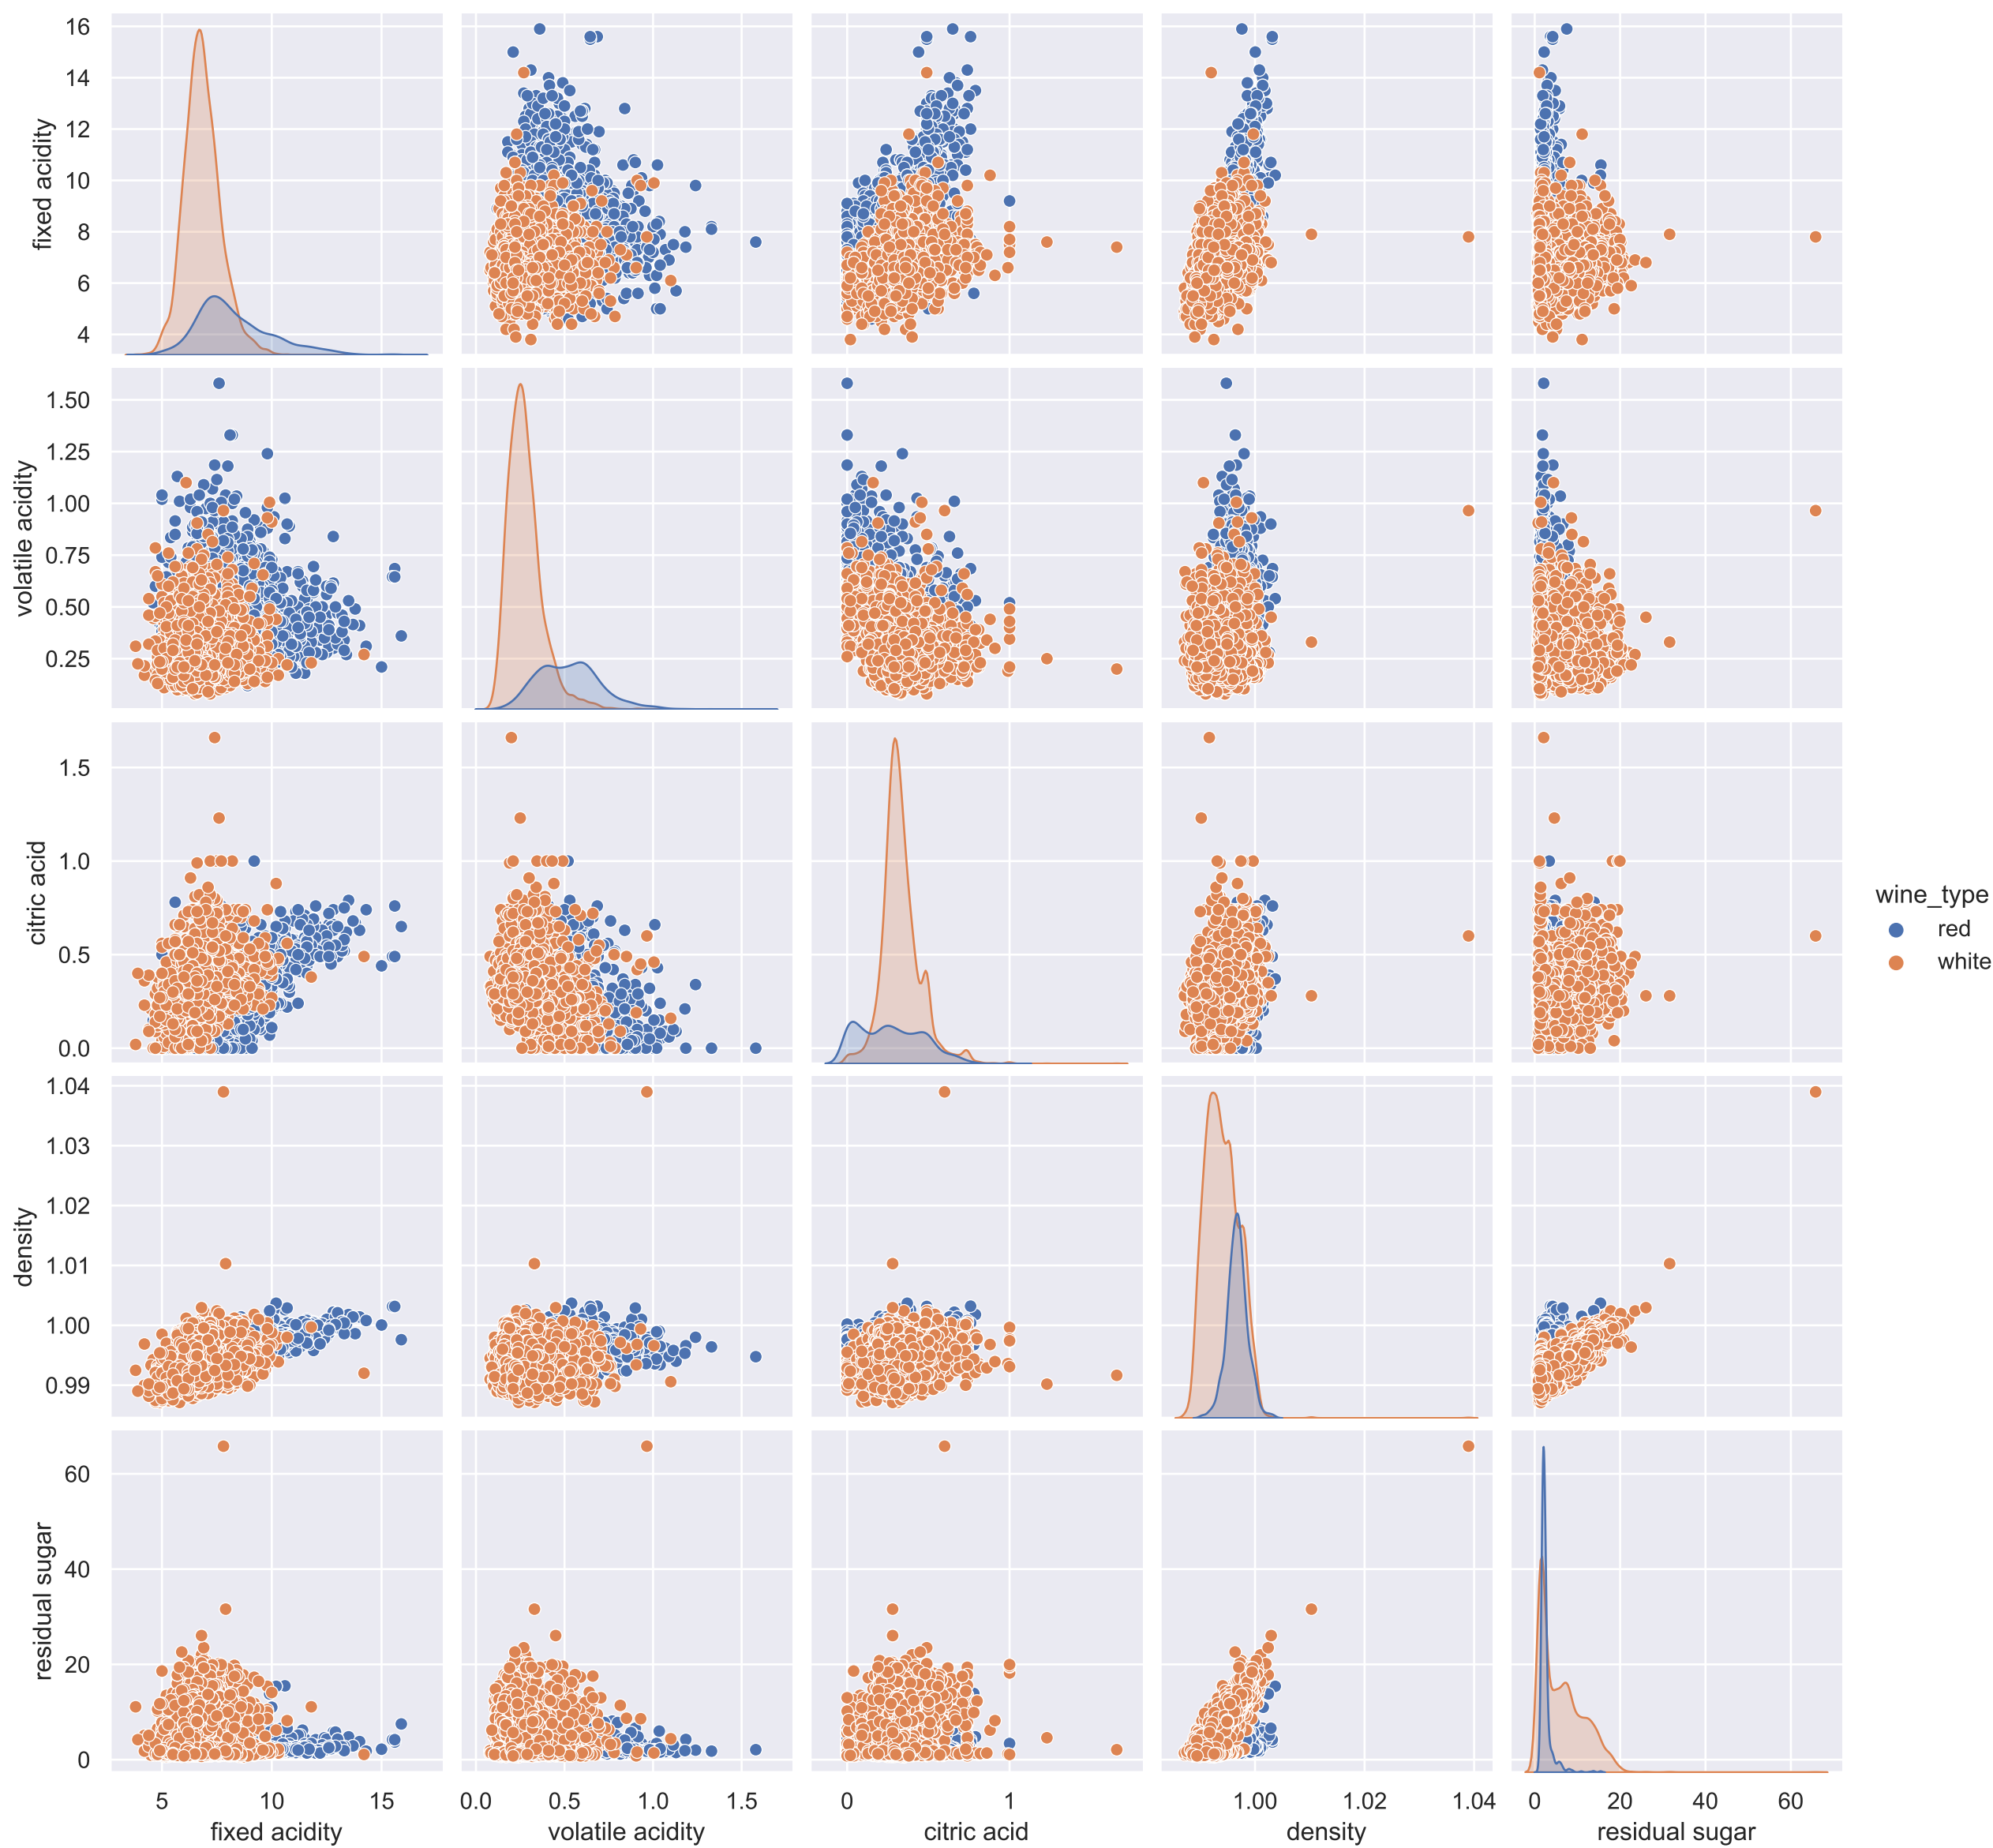 16
14
12
10
8
6
4
fixed acidity
1.50
1.25
1.00
0.75
0.50
0.25
volatile acidity
1.5
1.0
0.5
0.0
citric acid
wine_type
red
white
1.04
1.03
1.02
1.01
1.00
0.99
density
60
40
20
0
residual sugar
5 10 15
0.0 0.5 1.0 1.5
0 1
1.00 1.02 1.04
0 20 40 60
fixed acidity
volatile acidity
citric acid
density
residual sugar